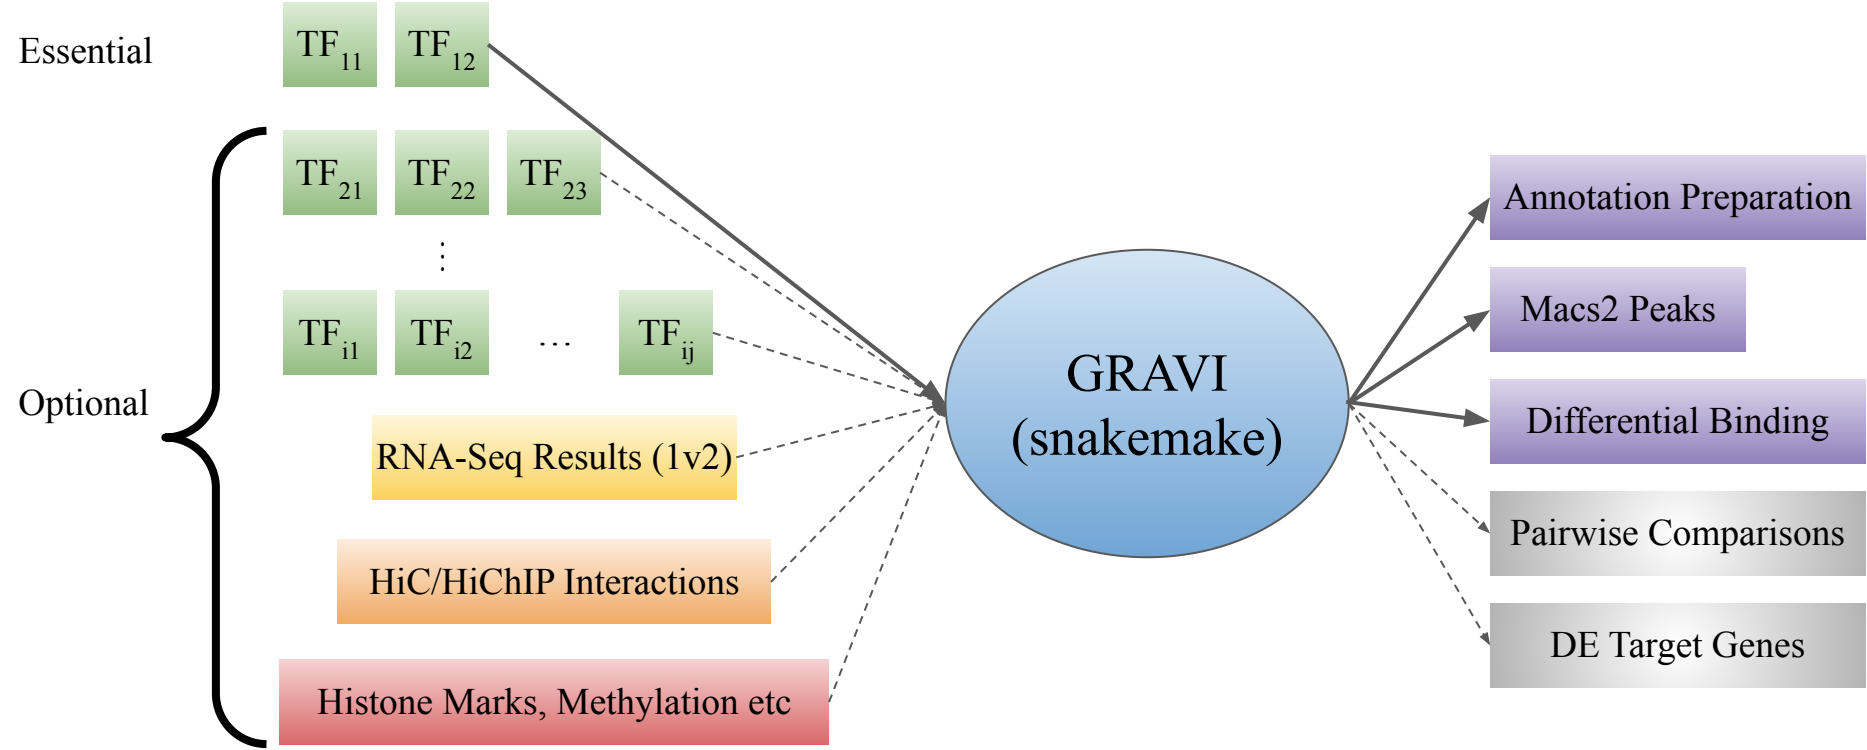 Essential
TF11 TF12
TF21 TF22 TF23
⋮
TFi1 TFi2 … TFij
Optional
RNA-Seq Results (1v2)
HiC/HiChIP Interactions
Histone Marks, Methylation etc
GRAVI
(snakemake)
Annotation Preparation
Macs2 Peaks
Differential Binding
Pairwise Comparisons
DE Target Genes